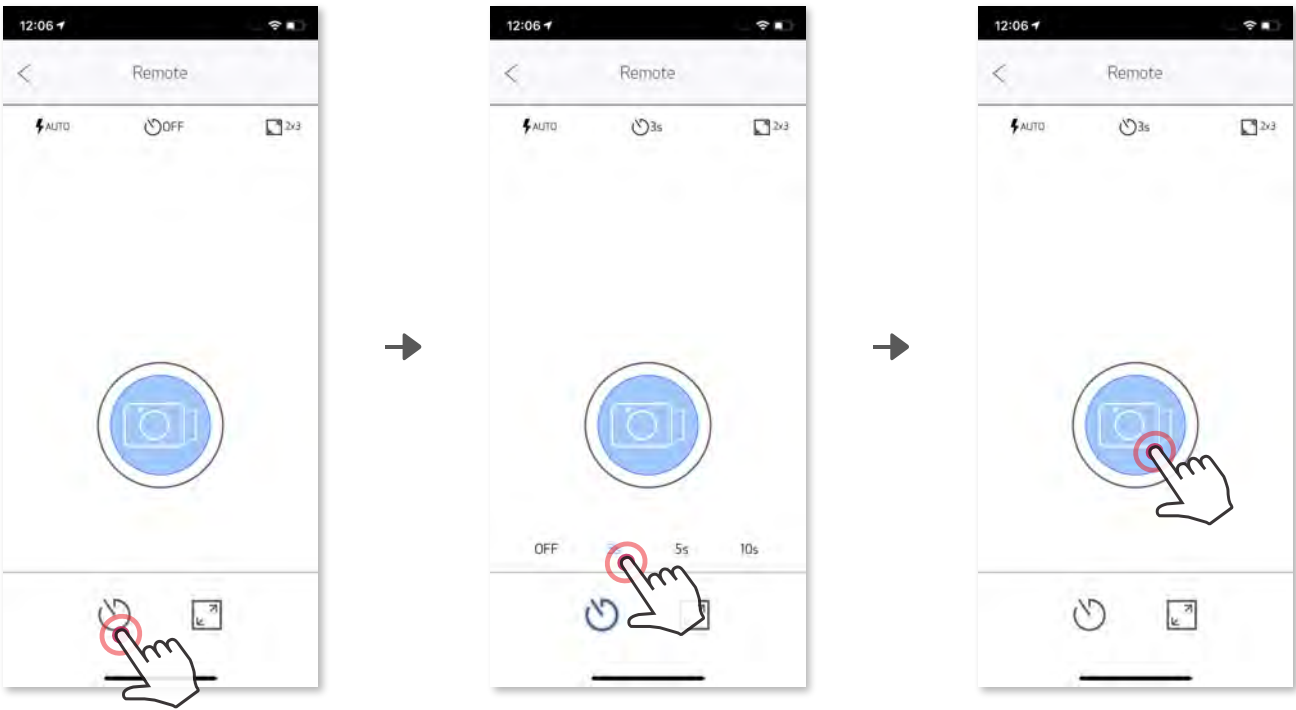 12:06
Remote
AUTO OFF 2x3
12:06
Remote
AUTO 3s 2x3
OFF 3s 5s 10s
12:06
Remote
AUTO 3s 2x3